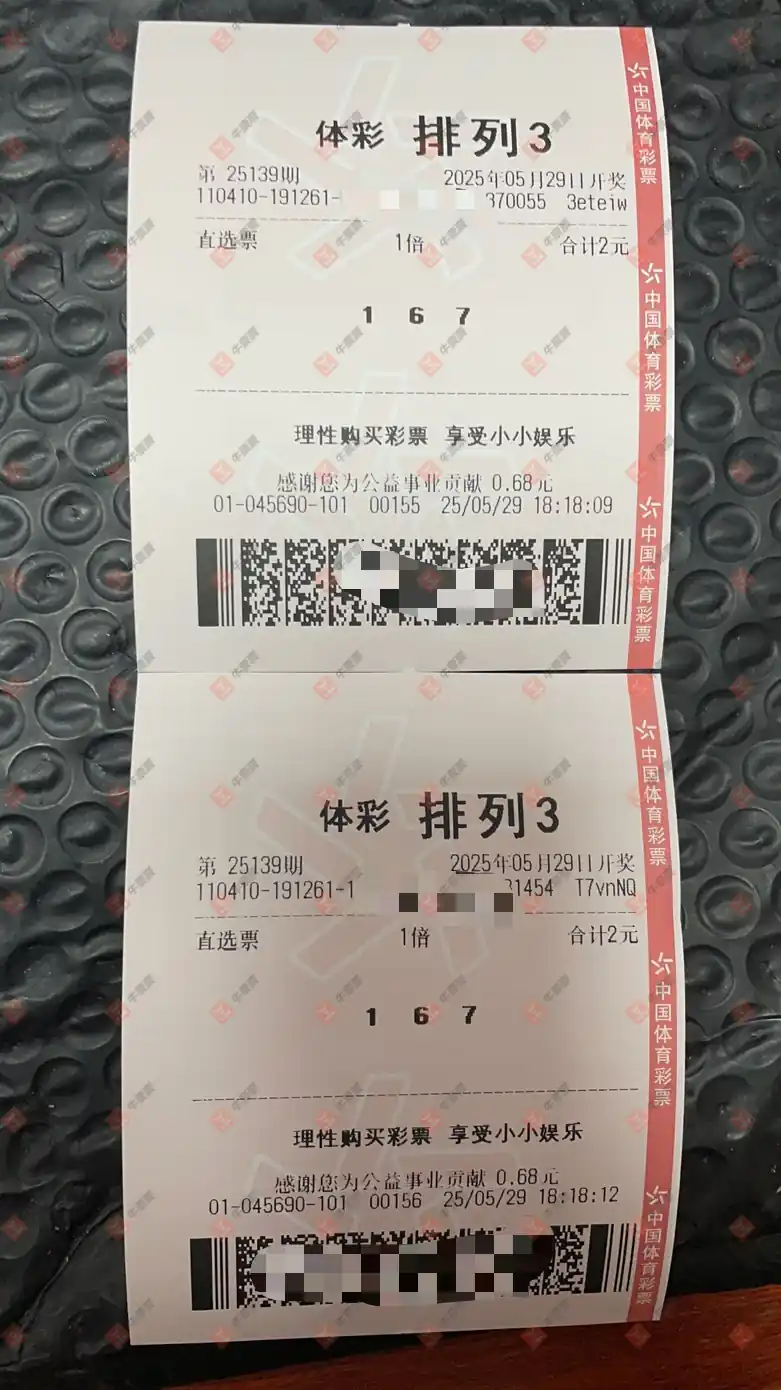 体彩 排列3
第 25139期 2025年05月29日开奖
110410-191261- 370055 3eteiw
直选票 1倍 合计2元
1 6 7
理性购买彩票 享受小小娱乐
感谢您为公益事业贡献 0.68元
01-045690-101 00155 25/05/29 18:18:09
中国体育彩票
中国体育彩票
中国体育彩票
体彩 排列3
第 25139期 2025年05月29日开奖
110410-191261-1 31454 T7vnNQ
直选票 1倍 合计2元
1 6 7
理性购买彩票 享受小小娱乐
感谢您为公益事业贡献 0.68元
01-045690-101 00156 25/05/29 18:18:12
中国体育彩票
中国体育彩票
中国体育彩票